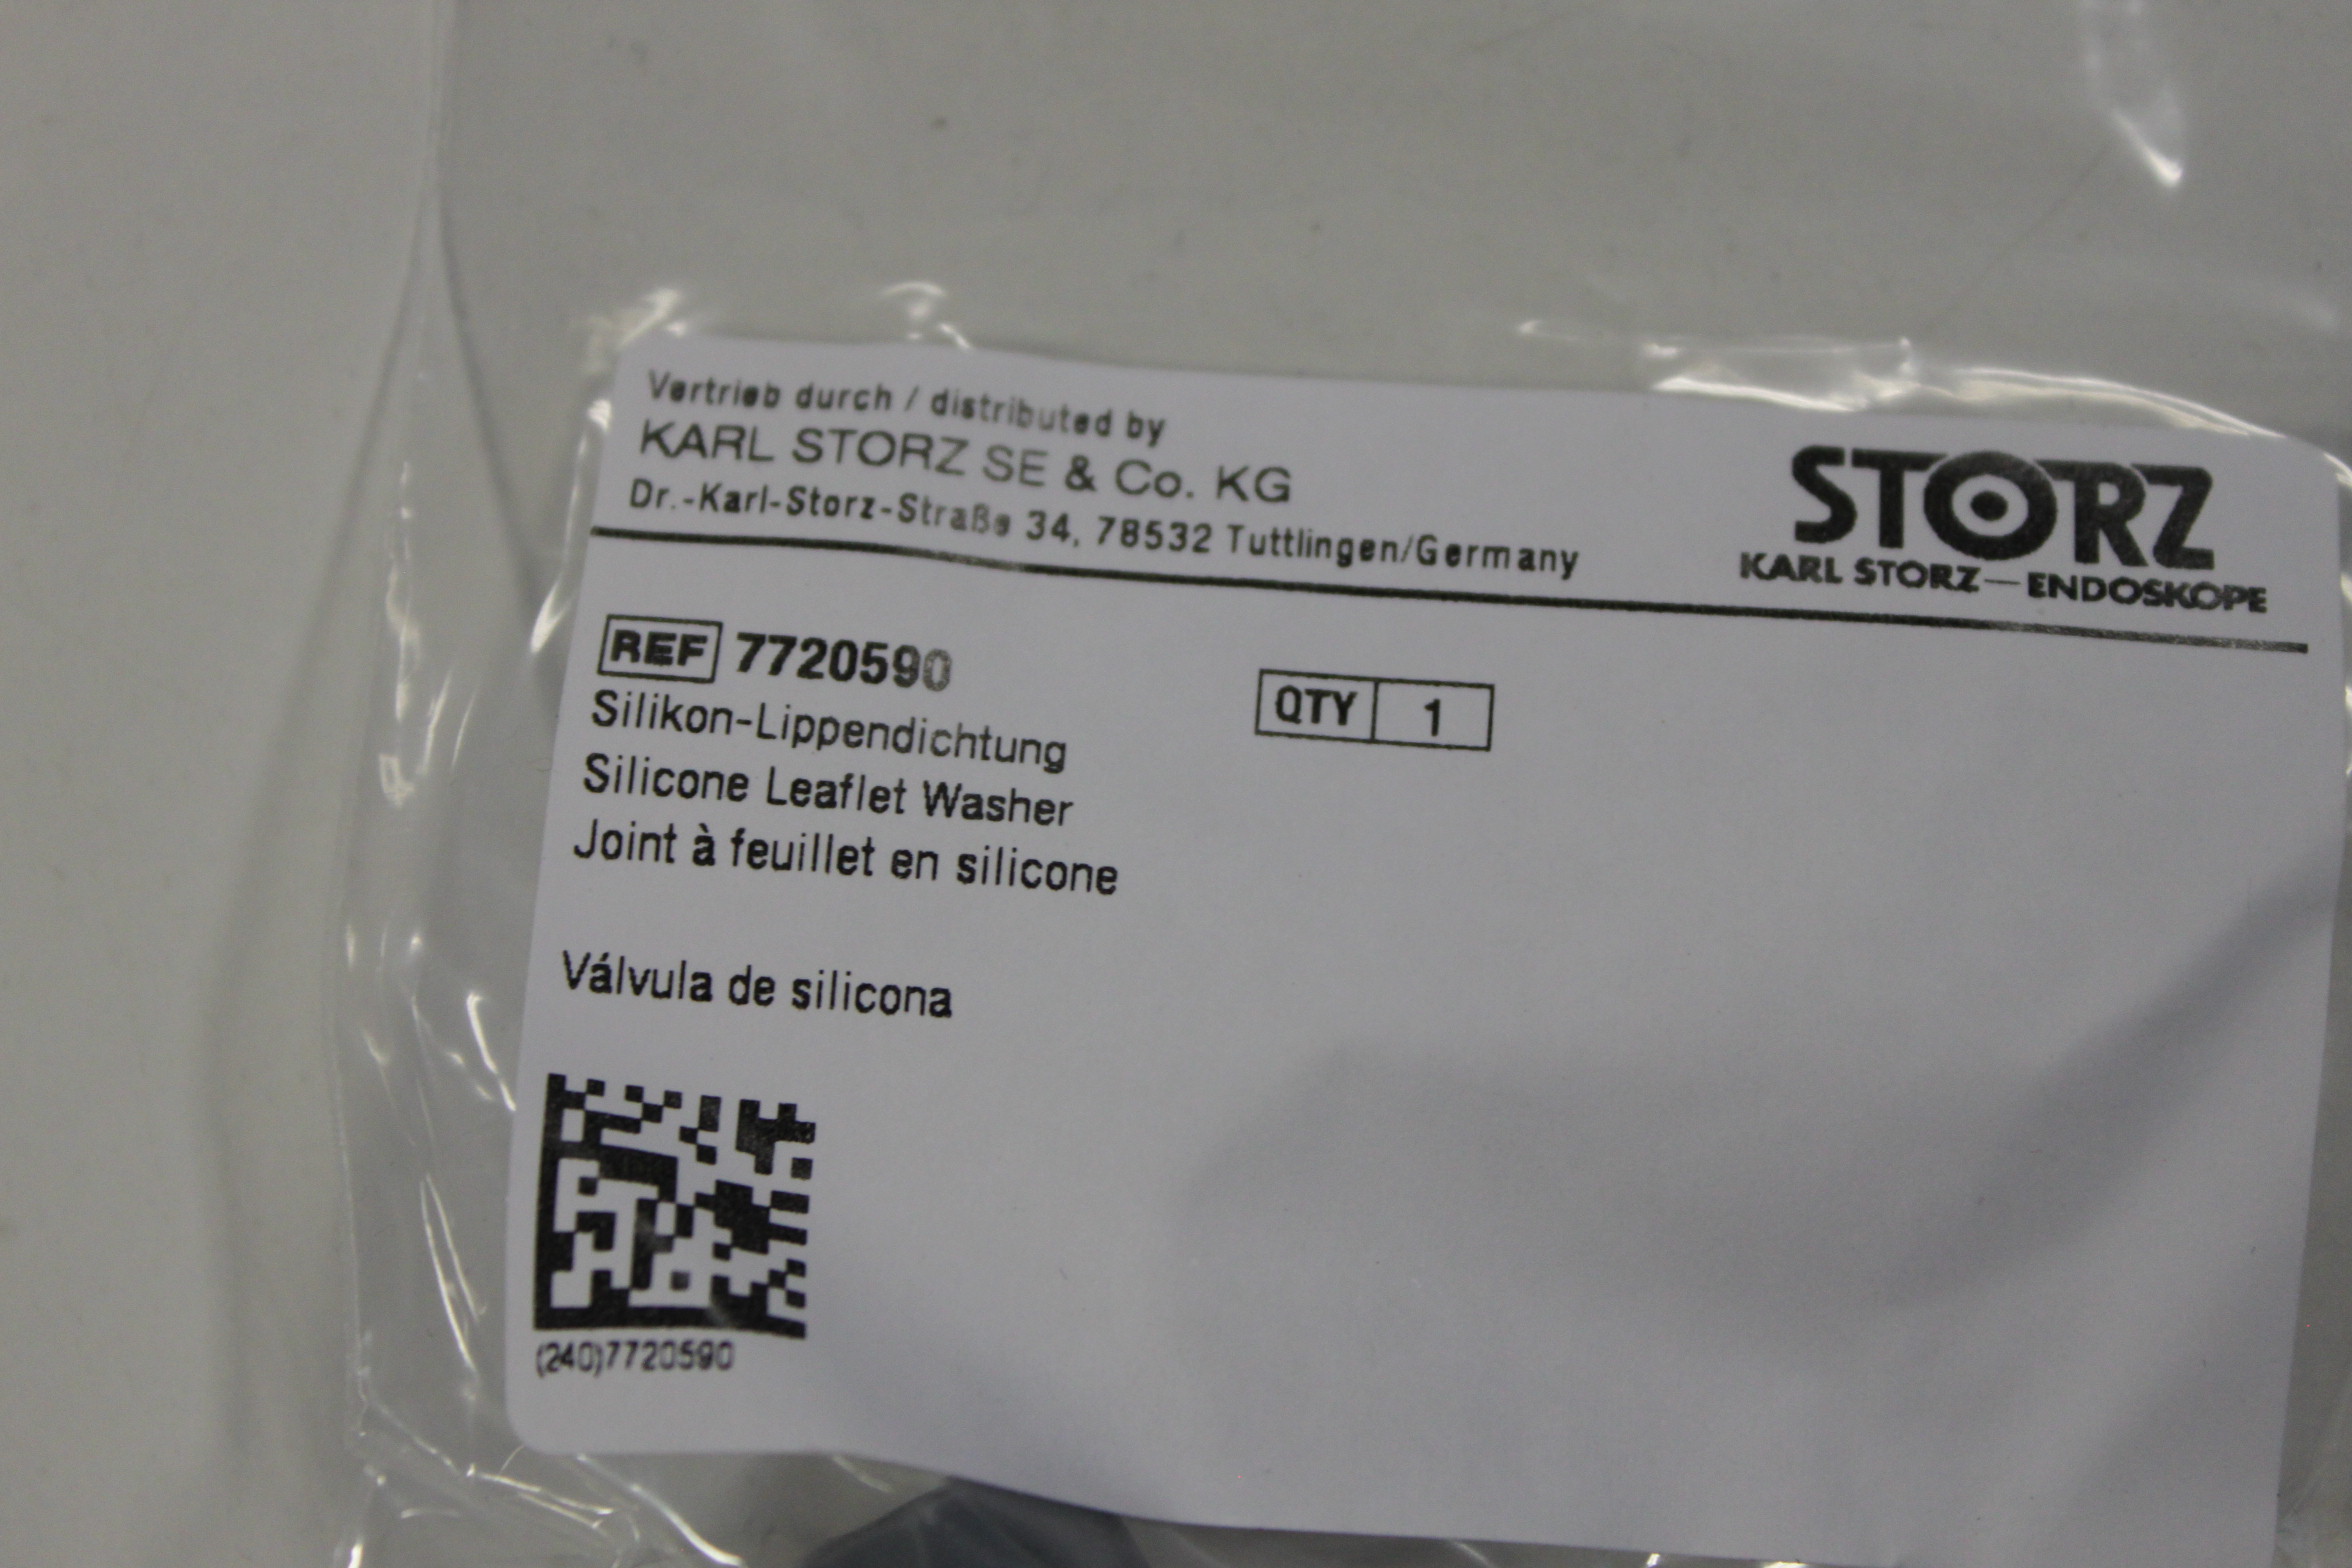 Vertrieb durch / distributed by
KARL STORZ SE & Co. KG
Dr.-Karl-Storz-Straße 34, 78532 Tuttlingen/Germany
STORZ
KARL STORZ—ENDOSKOPE
REF 7720590
QTY 1
Silikon-Lippendichtung
Silicone Leaflet Washer
Joint à feuillet en silicone
Válvula de silicona
(240)7720590